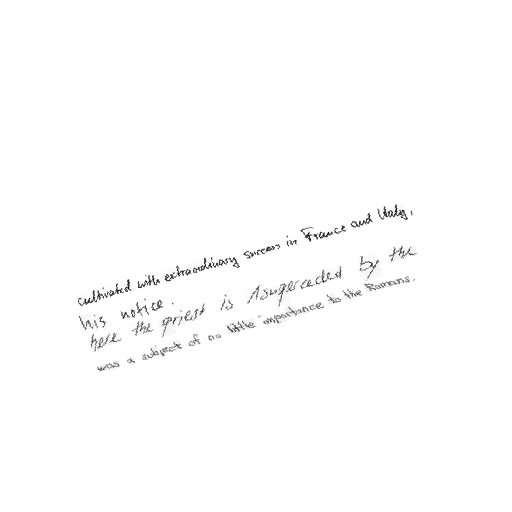 cultivated with extraordinary success in France and Italy,
his notice.
here the priest is superceded by the
was a subject of no little importance to the Romans.